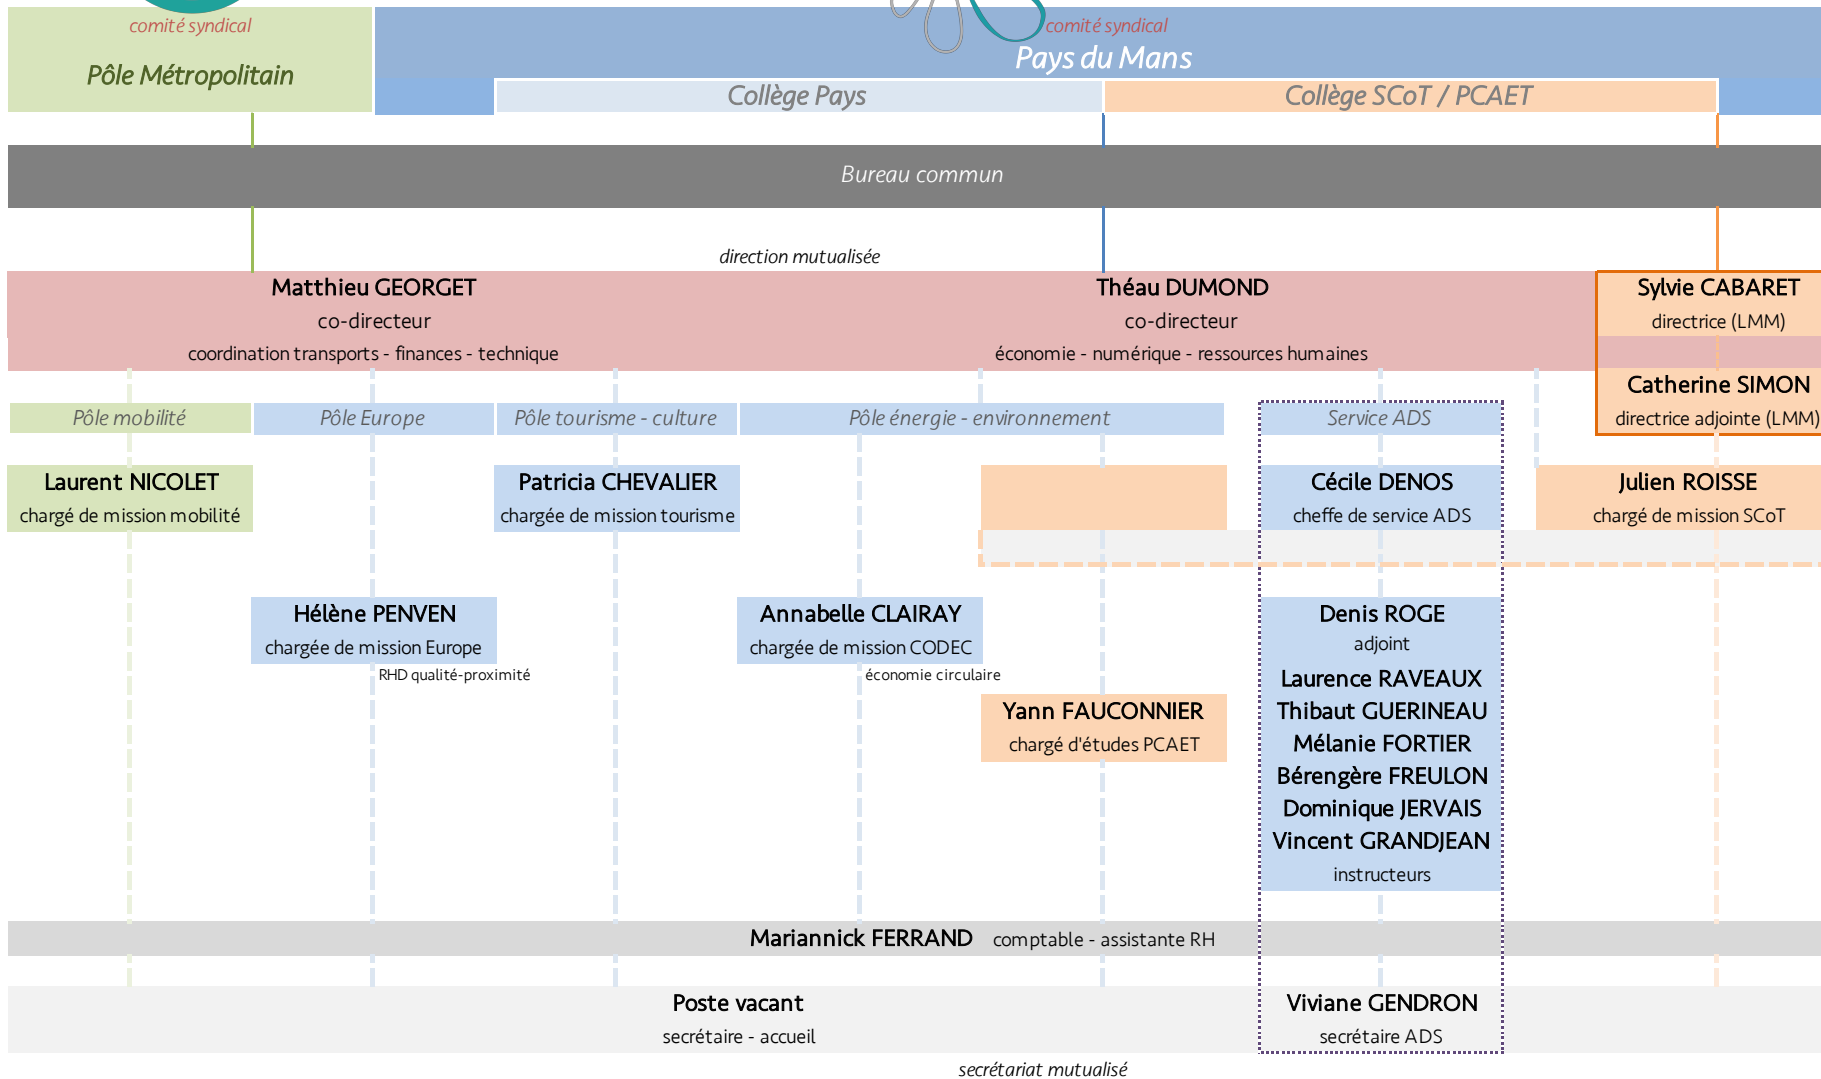 comité syndical
Pôle Métropolitain
comité syndical
Pays du Mans
Collège Pays
Collège SCoT / PCAET
Bureau commun
direction mutualisée
Matthieu GEORGET
co-directeur
coordination transports - finances - technique
Théau DUMOND
co-directeur
économie - numérique - ressources humaines
Sylvie CABARET
directrice (LMM)
Catherine SIMON
directrice adjointe (LMM)
Pôle mobilité
Pôle Europe
Pôle tourisme - culture
Pôle énergie - environnement
Service ADS
Laurent NICOLET
chargé de mission mobilité
Patricia CHEVALIER
chargée de mission tourisme
Cécile DENOS
cheffe de service ADS
Julien ROISSE
chargé de mission SCoT
Hélène PENVEN
chargée de mission Europe
RHD qualité-proximité
Annabelle CLAIRAY
chargée de mission CODEC
économie circulaire
Yann FAUCONNIER
chargé d'études PCAET
Denis ROGE
adjoint
Laurence RAVEAUX
Thibaut GUERINEAU
Mélanie FORTIER
Bérengère FREULON
Dominique JERVAIS
Vincent GRANDJEAN
instructeurs
Mariannick FERRAND comptable - assistante RH
Poste vacant
secrétaire - accueil
Viviane GENDRON
secrétaire ADS
secrétariat mutualisé